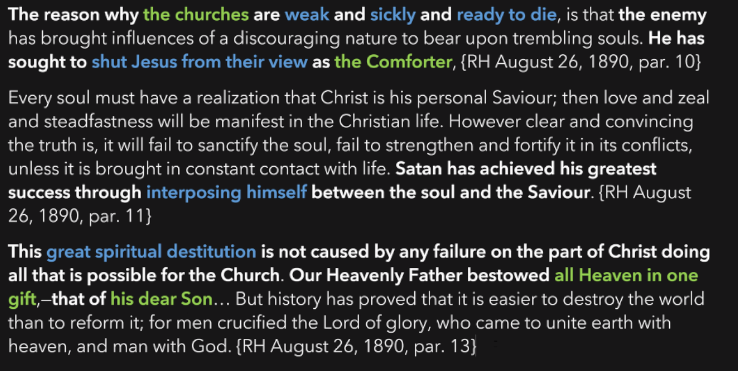 The reason why the churches are weak and sickly and ready to die, is that the enemy
has brought influences of a discouraging nature to bear upon trembling souls. He has
sought to shut Jesus from their view as the Comforter, {RH August 26, 1890, par. 10}
Every soul must have a realization that Christ is his personal Saviour; then love and zeal
and steadfastness will be manifest in the Christian life. However clear and convincing
the truth is, it will fail to sanctify the soul, fail to strengthen and fortify it in its conflicts,
unless it is brought in constant contact with life. Satan has achieved his greatest
success through interposing himself between the soul and the Saviour. {RH August
26, 1890, par. 11}
This great spiritual destitution is not caused by any failure on the part of Christ doing
all that is possible for the Church. Our Heavenly Father bestowed all Heaven in one
gift,—that of his dear Son… But history has proved that it is easier to destroy the world
than to reform it; for men crucified the Lord of glory, who came to unite earth with
heaven, and man with God. {RH August 26, 1890, par. 13}